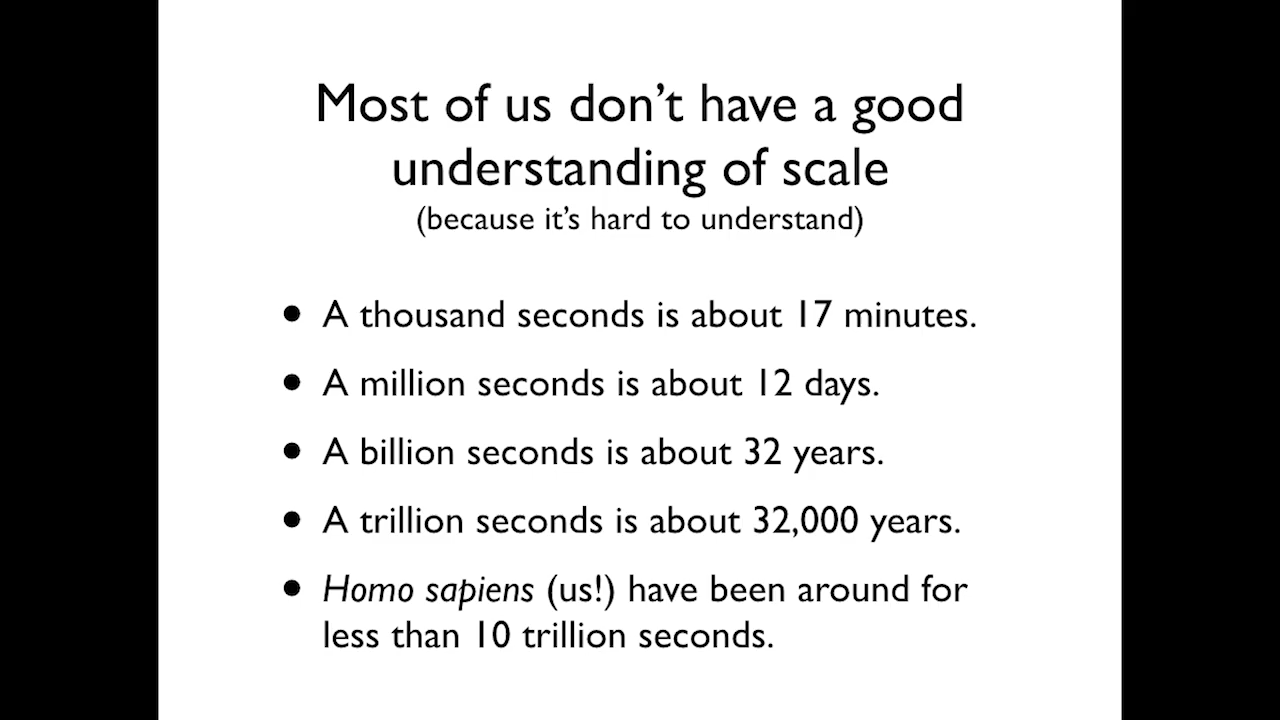 Most of us don't have a good
understanding of scale
(because it's hard to understand)
• A thousand seconds is about 17 minutes.
• A million seconds is about 12 days.
• A billion seconds is about 32 years.
• A trillion seconds is about 32,000 years.
• Homo sapiens (us!) have been around for
less than 10 trillion seconds.